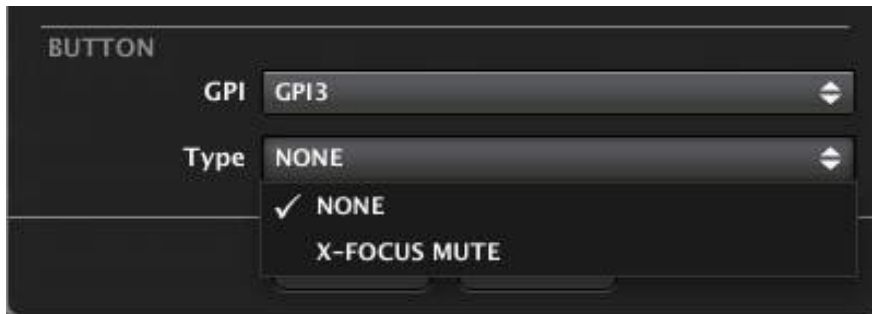 BUTTON
GPI GPI3
Type NONE
✓ NONE
X-FOCUS MUTE